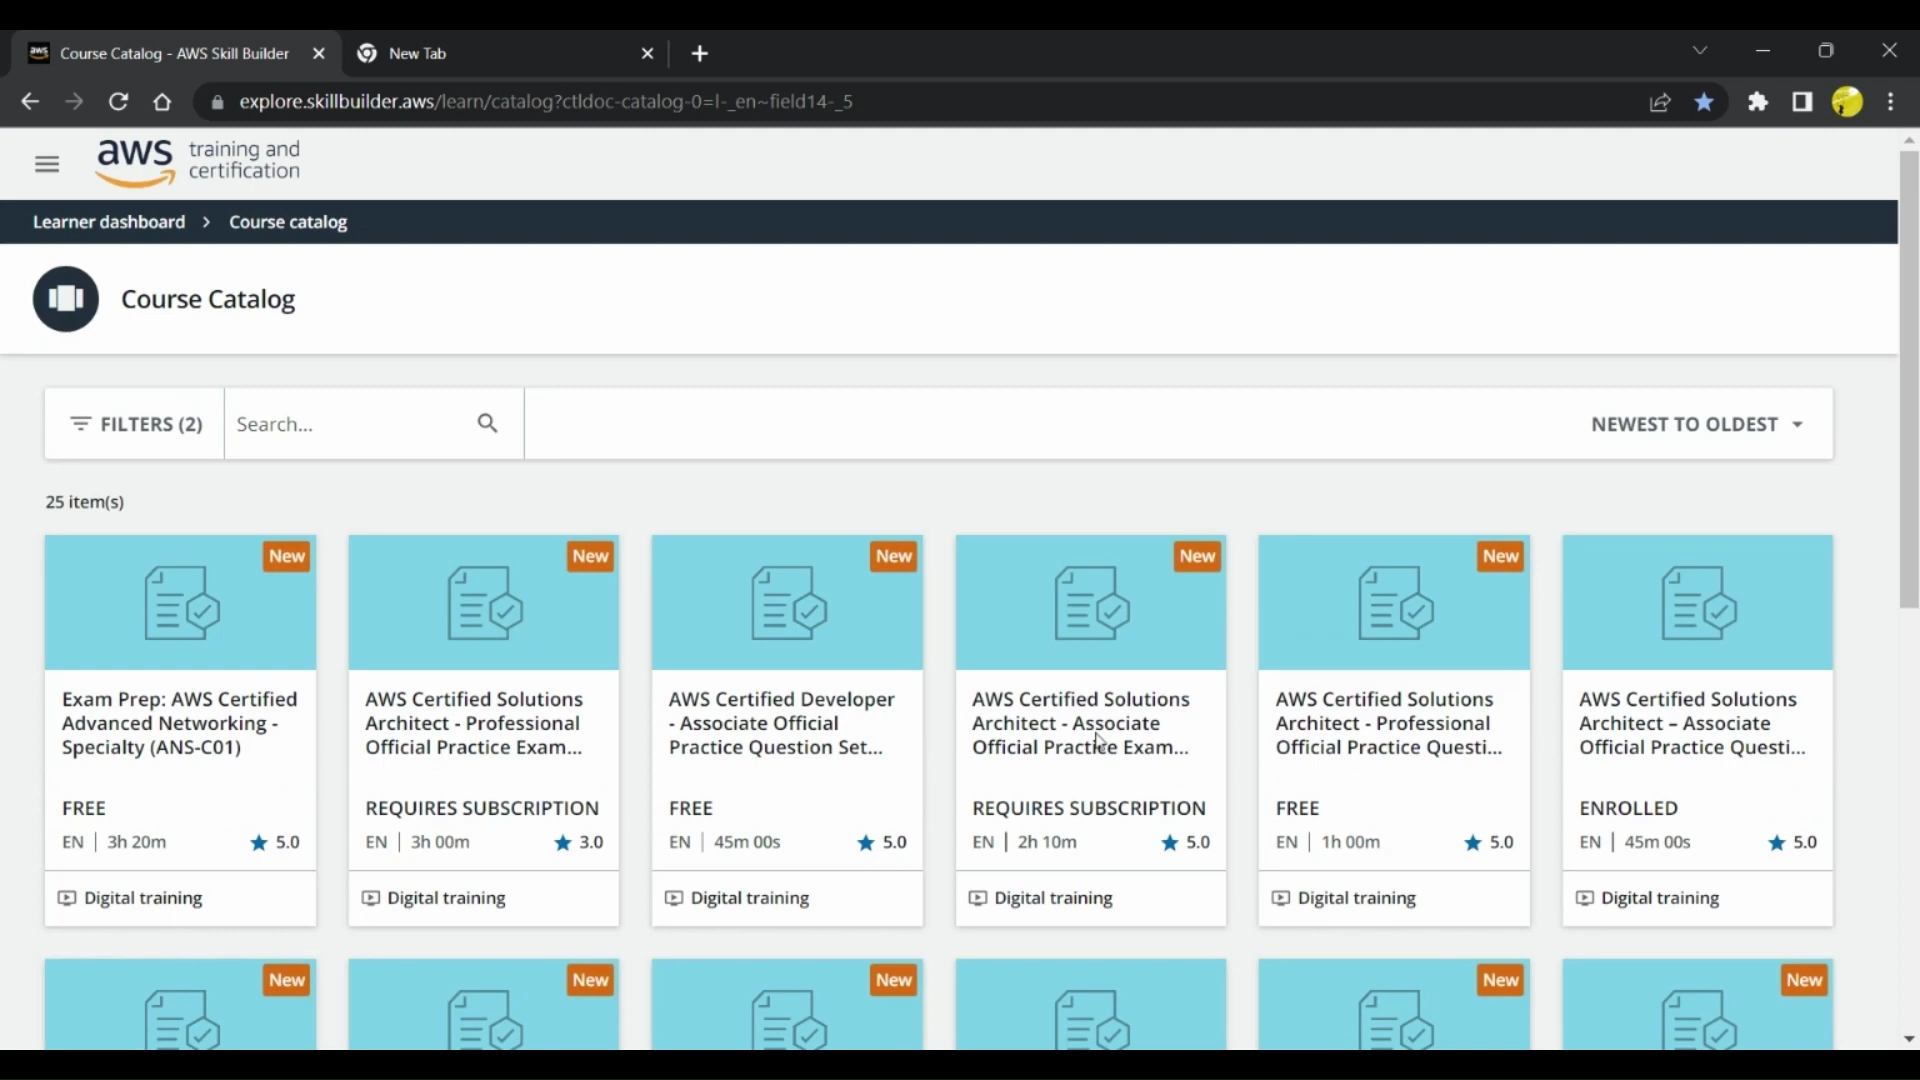 aws Course Catalog - AWS Skill Builder
New Tab
explore.skillbuilder.aws/learn/catalog?ctldoc-catalog-0=l-_en~field14-_5
aws training and
certification
Learner dashboard > Course catalog
Course Catalog
FILTERS (2)
Search...
NEWEST TO OLDEST
25 item(s)
New
Exam Prep: AWS Certified
Advanced Networking -
Specialty (ANS-C01)
FREE
EN | 3h 20m 5.0
Digital training
New
AWS Certified Solutions
Architect - Professional
Official Practice Exam...
REQUIRES SUBSCRIPTION
EN | 3h 00m 3.0
Digital training
New
AWS Certified Developer
- Associate Official
Practice Question Set...
FREE
EN | 45m 00s 5.0
Digital training
New
AWS Certified Solutions
Architect - Associate
Official Practice Exam...
REQUIRES SUBSCRIPTION
EN | 2h 10m 5.0
Digital training
New
AWS Certified Solutions
Architect - Professional
Official Practice Questi...
FREE
EN | 1h 00m 5.0
Digital training
AWS Certified Solutions
Architect – Associate
Official Practice Questi...
ENROLLED
EN | 45m 00s 5.0
Digital training
New
New
New
New
New